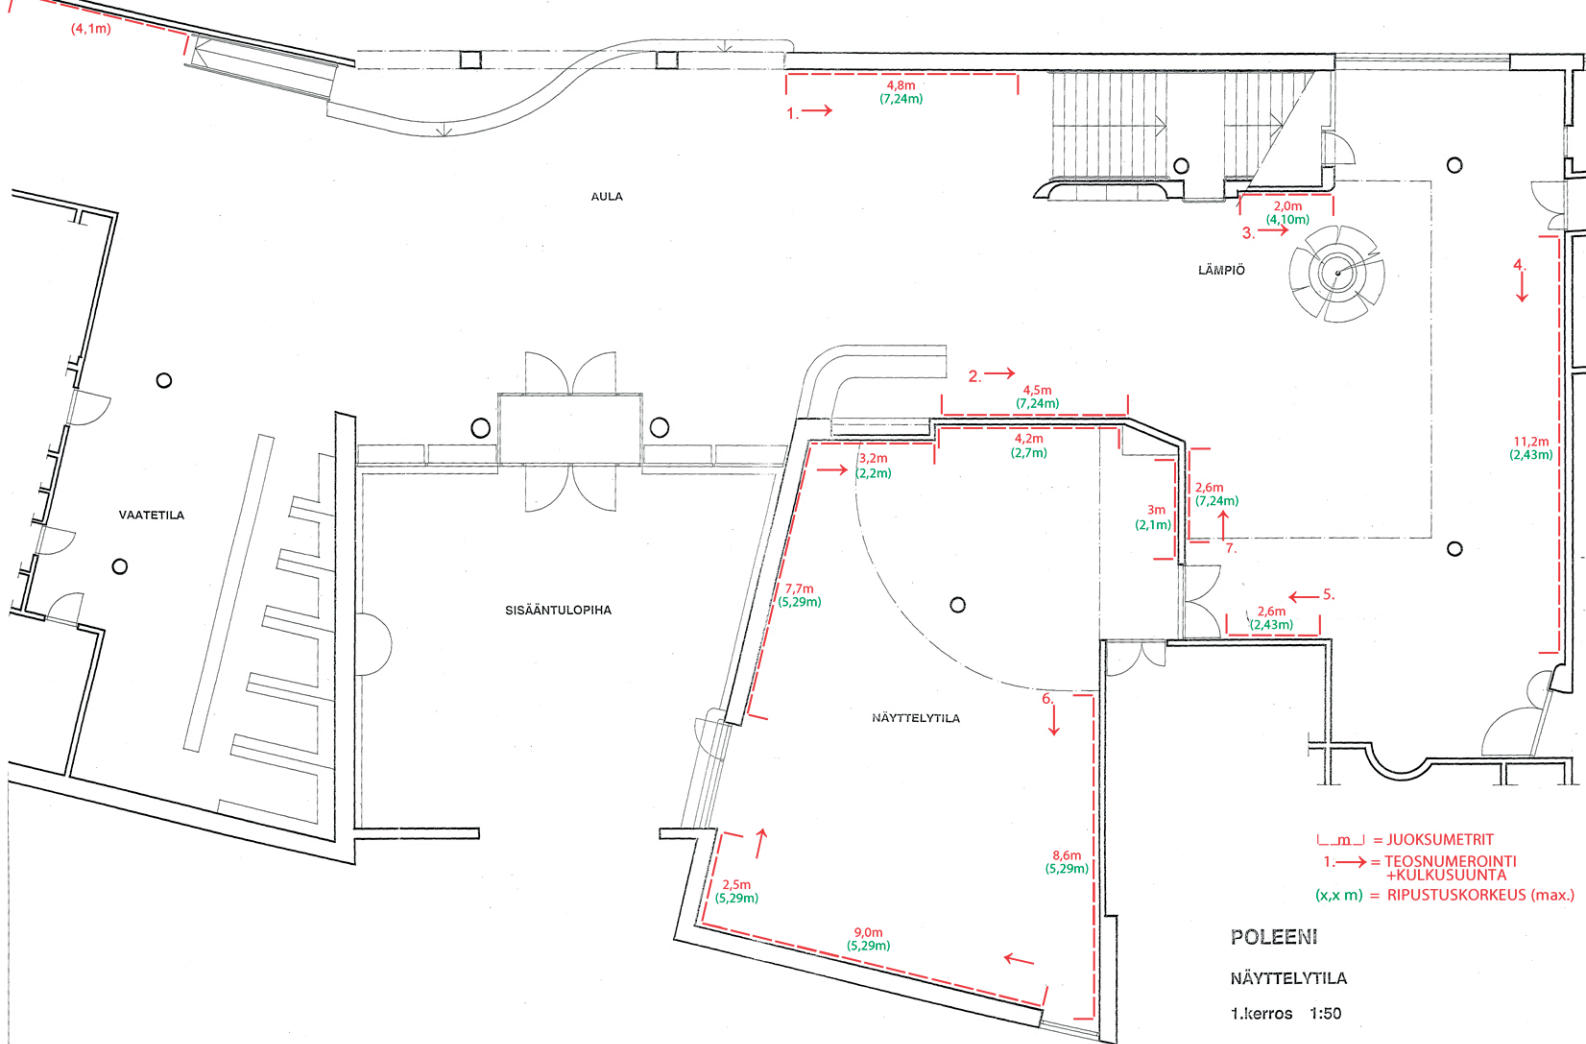 (4,1m)
4,8m
(7,24m)
1.
AULA
2,0m
(4,10m)
3.
LÄMPIÖ
4.
2.
4,5m
(7,24m)
4,2m
(2,7m)
3,2m
(2,2m)
11,2m
(2,43m)
2,6m
(7,24m)
3m
(2,1m)
7.
VAATETILA
7,7m
(5,29m)
SISÄÄNTULOPIHA
5.
2,6m
(2,43m)
6.
NÄYTTELYTILA
8,6m
(5,29m)
2,5m
(5,29m)
9,0m
(5,29m)
m = JUOKSUMETRIT
1. = TEOSNUMEROINTI
+KULKUSUUNTA
(x,x m) = RIPUSTUSKORKEUS (max.)
POLEENI
NÄYTTELYTILA
1.kerros 1:50